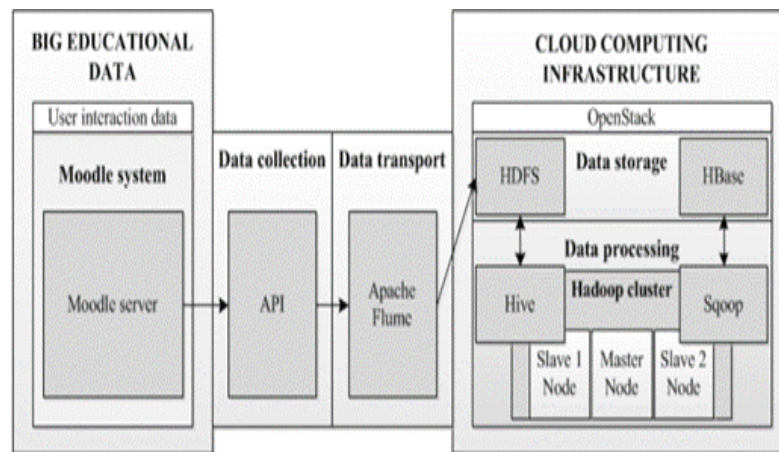 BIG EDUCATIONAL
DATA
User interaction data
Moodle system
Moodle server
Data collection
API
Data transport
Apache
Flume
CLOUD COMPUTING
INFRASTRUCTURE
OpenStack
HDFS
Data storage
HBase
Data processing
Hive
Hadoop cluster
Sqoop
Slave 1
Node
Master
Node
Slave 2
Node